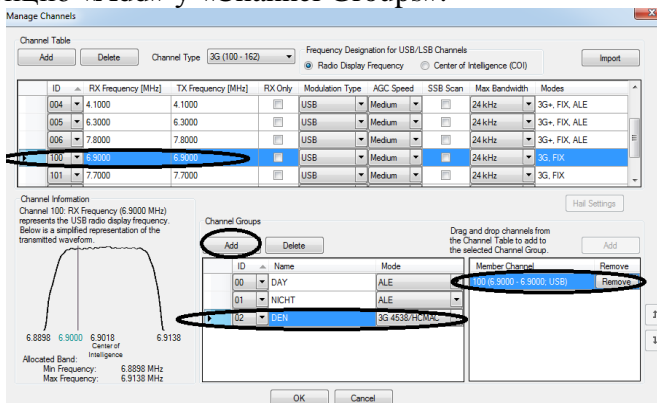 «Add» у «Channel Groups».
Manage Channels
Channel Table
Add Delete Channel Type 3G (100 - 162) Frequency Designation for USB/LSB Channels Radio Display Frequency Center of Intelligence (COI) Import
ID RX Frequency [MHz] TX Frequency [MHz] RX Only Modulation Type AGC Speed SSB Scan Max Bandwidth Modes
004 4.1000 4.1000 USB Medium 24 kHz 3G+, FIX, ALE
005 6.3000 6.3000 USB Medium 24 kHz 3G+, FIX, ALE
006 7.8000 7.8000 USB Medium 24 kHz 3G+, FIX, ALE
100 6.9000 6.9000 USB Medium 24 kHz 3G, FIX
101 7.7000 7.7000 USB Medium 24 kHz 3G, FIX
Hail Settings
Channel Information
Channel 100: RX Frequency (6.9000 MHz)
represents the USB radio display frequency.
Below is a simplified representation of the
transmitted waveform.
6.8898 6.9000 6.9018 6.9138
Center of
Intelligence
Allocated Band:
Min Frequency: 6.8898 MHz
Max Frequency: 6.9138 MHz
Channel Groups
Add Delete
ID Name Mode
00 DAY ALE
01 NICHT ALE
02 DEN 3G 4538/HCMAC
Drag and drop channels from
the Channel Table to add to
the selected Channel Group.
Add
Member Channel Remove
100 (6.9000 - 6.9000; USB) Remove
OK Cancel